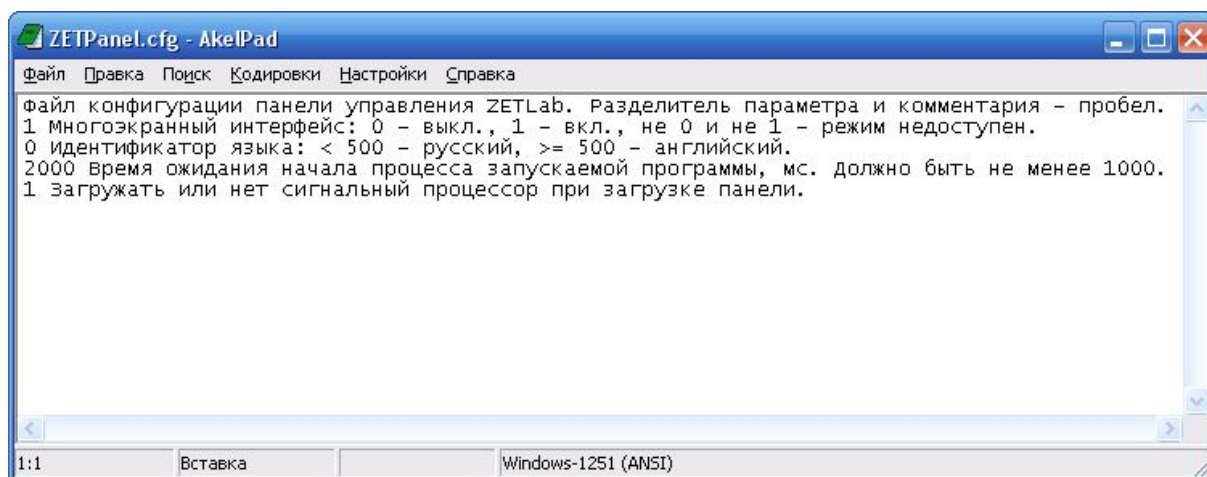 ZETPanel.cfg - AkelPad
Файл Правка Поиск Кодировки Настройки Справка
Файл конфигурации панели управления ZETLab. Разделитель параметра и комментария – пробел.
1 Многоэкранный интерфейс: 0 – выкл., 1 – вкл., не 0 и не 1 – режим недоступен.
0 Идентификатор языка: < 500 – русский, >= 500 – английский.
2000 Время ожидания начала процесса запускаемой программы, мс. Должно быть не менее 1000.
1 Загружать или нет сигнальный процессор при загрузке панели.
1:1 Вставка Windows-1251 (ANSI)